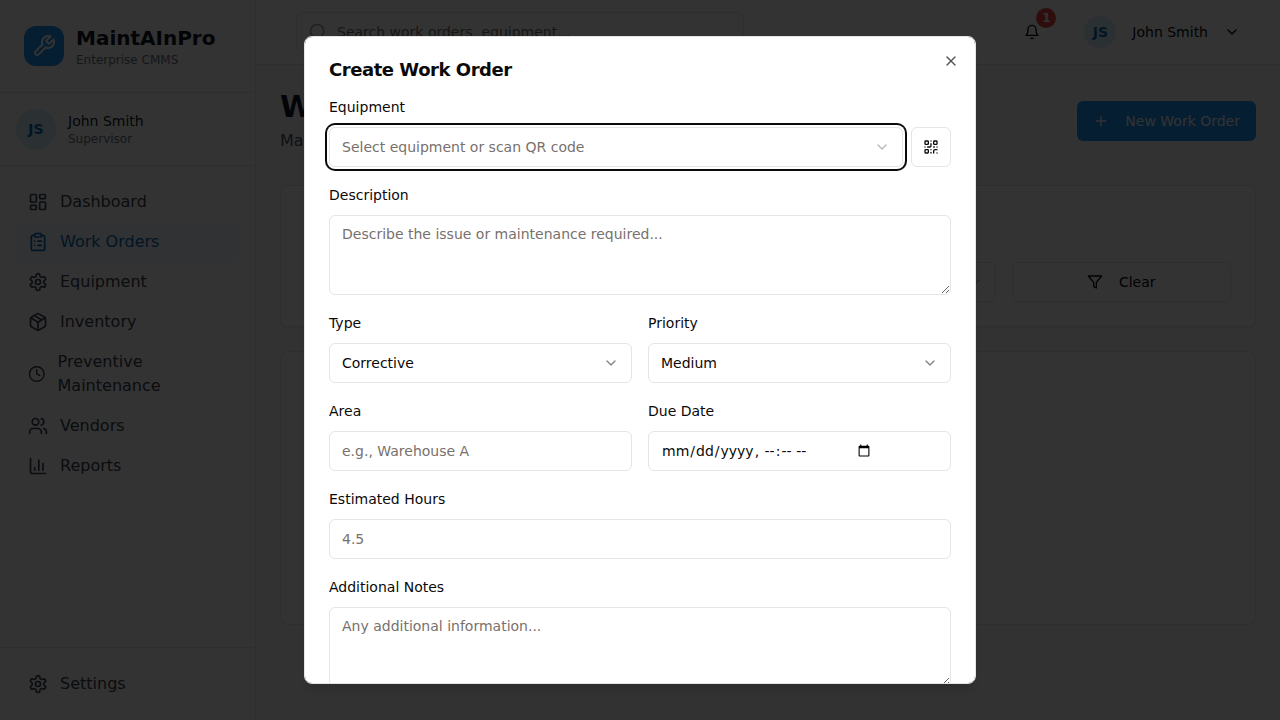 MaintAInPro
Enterprise CMMS
JS
John Smith
Supervisor
Dashboard
Work Orders
Equipment
Inventory
Preventive
Maintenance
Vendors
Reports
Settings
Search work orders, equipment...
1
JS
John Smith
W
Ma
New Work Order
Clear
Create Work Order
Equipment
Select equipment or scan QR code
Description
Describe the issue or maintenance required...
Type
Priority
Corrective
Medium
Area
Due Date
e.g., Warehouse A
mm/dd/yyyy, --:-- --
Estimated Hours
4.5
Additional Notes
Any additional information...